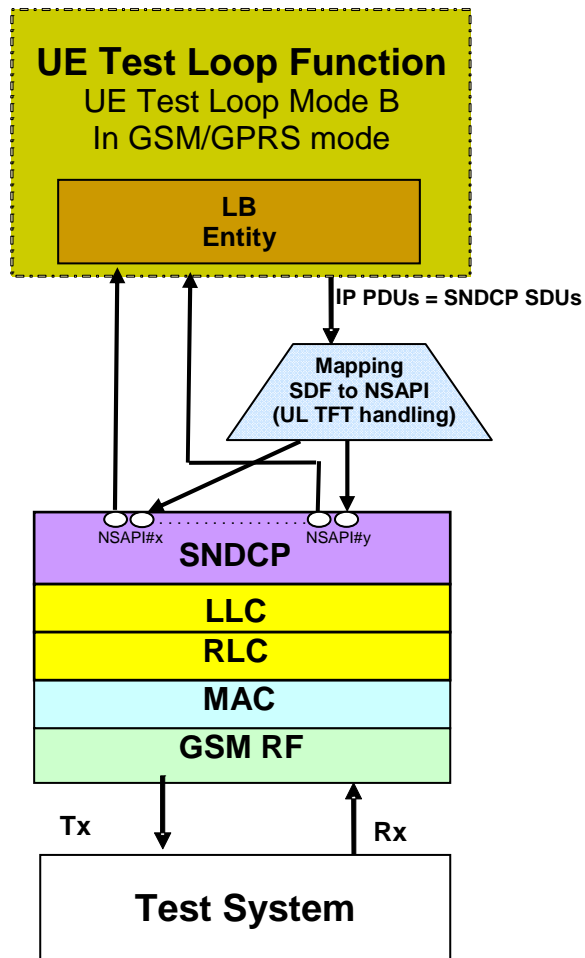 UE Test Loop Function
UE Test Loop Mode B
In GSM/GPRS mode
LB
Entity
IP PDUs = SNDCP SDUs
Mapping
SDF to NSAPI
(UL TFT handling)
NSAPI#x
NSAPI#y
SNDCP
LLC
RLC
MAC
GSM RF
Tx
Rx
Test System